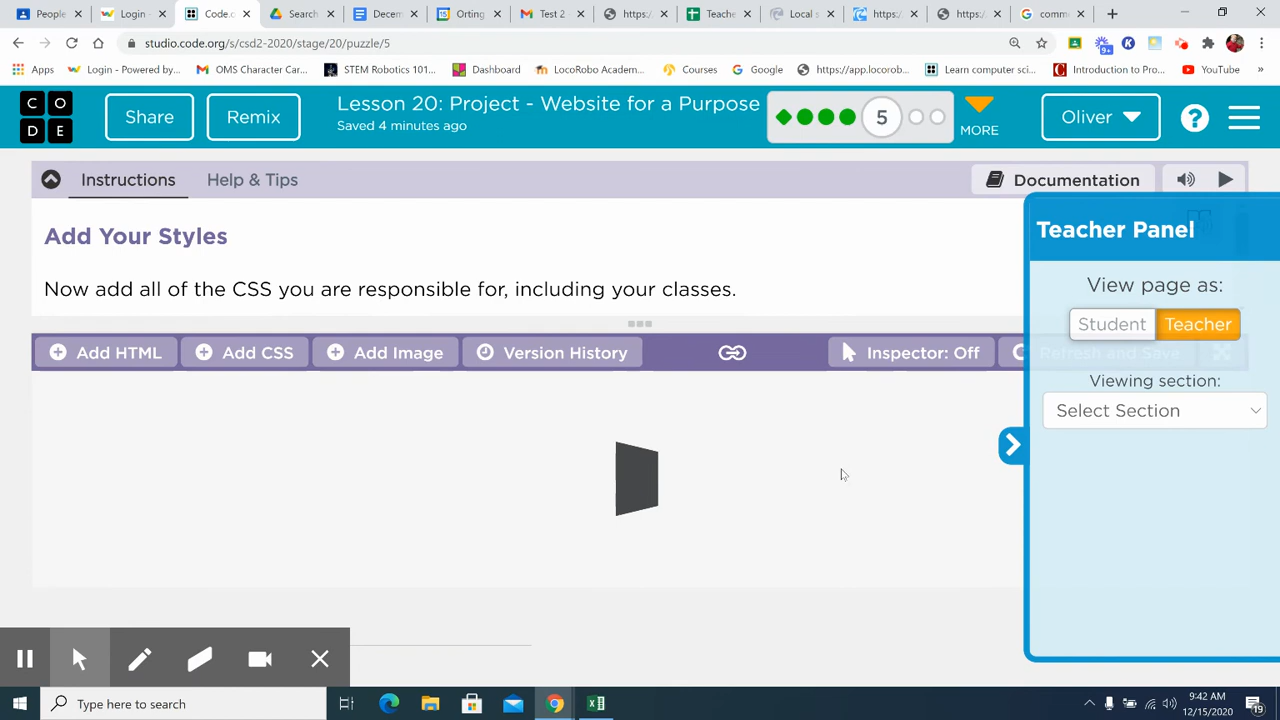 People
Login
Code.o
Search
Decem
Orting
Test 2
https:/
Teache
Local s
https:/
https:/
comm
studio.code.org/s/csd2-2020/stage/20/puzzle/5
9+
Apps
Login - Powered by...
OMS Character Car...
STEM Robotics 101...
Dashboard
LocoRobo Academ...
Courses
Google
https://app.locorob...
Learn computer sci...
Introduction to Pro...
YouTube
»
C O
D E
Share
Remix
Lesson 20: Project - Website for a Purpose
Saved 4 minutes ago
5
MORE
Oliver
?
Instructions
Help & Tips
Documentation
Add Your Styles
Now add all of the CSS you are responsible for, including your classes.
Teacher Panel
View page as:
Student
Teacher
Viewing section:
Select Section
Add HTML
Add CSS
Add Image
Version History
Inspector: Off
Refresh and Save
Type here to search
9:42 AM
12/15/2020
19